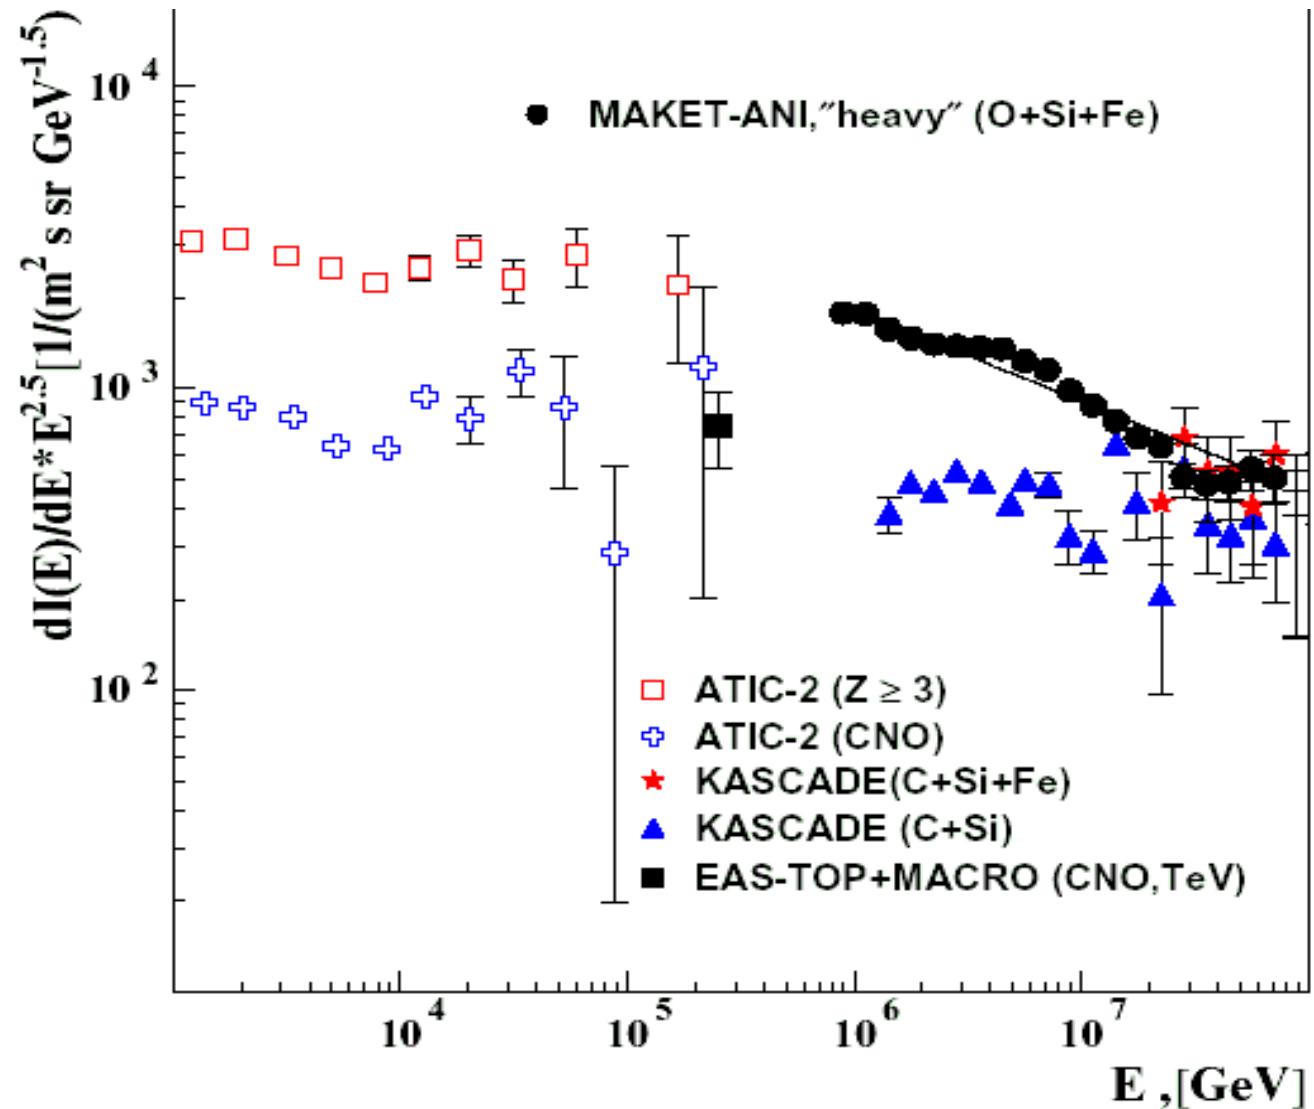 dI(E)/dE*E^2.5 [1/(m^2 s sr GeV^-1.5)
10^4
10^3
10^2
MAKET-ANI,"heavy" (O+Si+Fe)
ATIC-2 (Z ≥ 3)
ATIC-2 (CNO)
KASCADE(C+Si+Fe)
KASCADE (C+Si)
EAS-TOP+MACRO (CNO,TeV)
10^4 10^5 10^6 10^7
E ,[GeV]